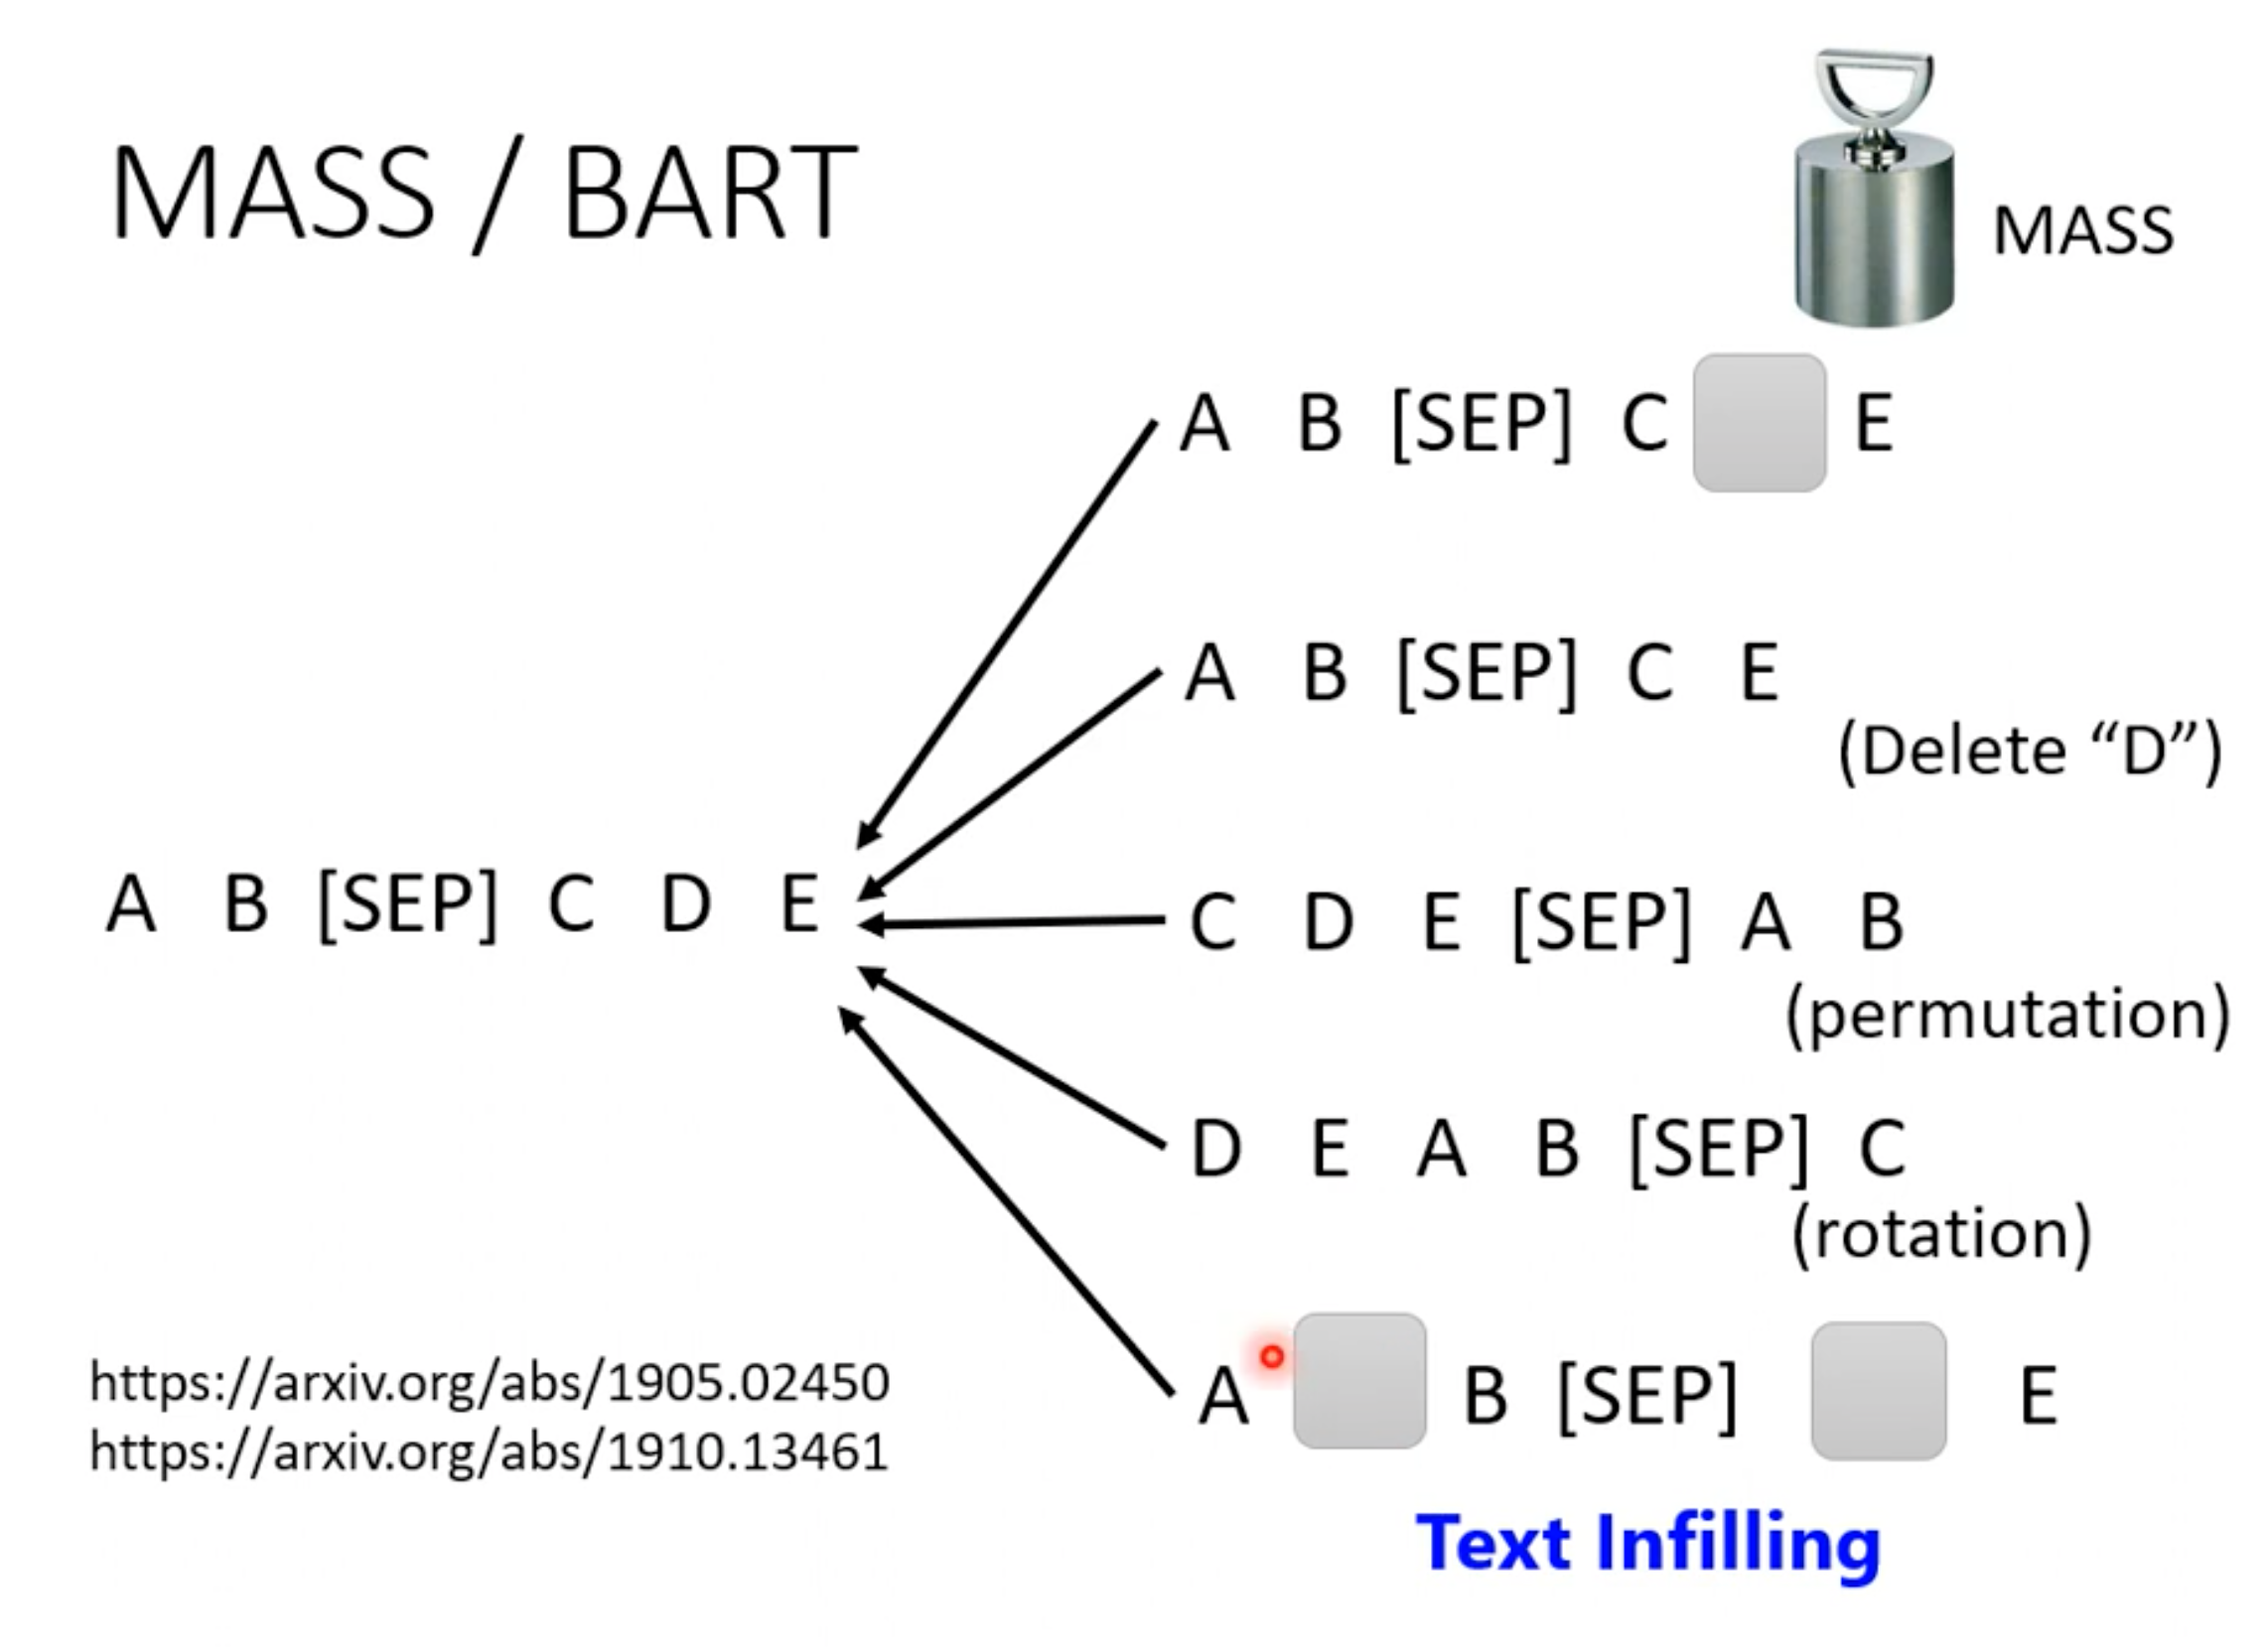 MASS / BART
MASS
A B [SEP] C E
A B [SEP] C E
(Delete “D”)
A B [SEP] C D E
C D E [SEP] A B
(permutation)
D E A B [SEP] C
(rotation)
A B [SEP] E
https://arxiv.org/abs/1905.02450
https://arxiv.org/abs/1910.13461
Text Infilling